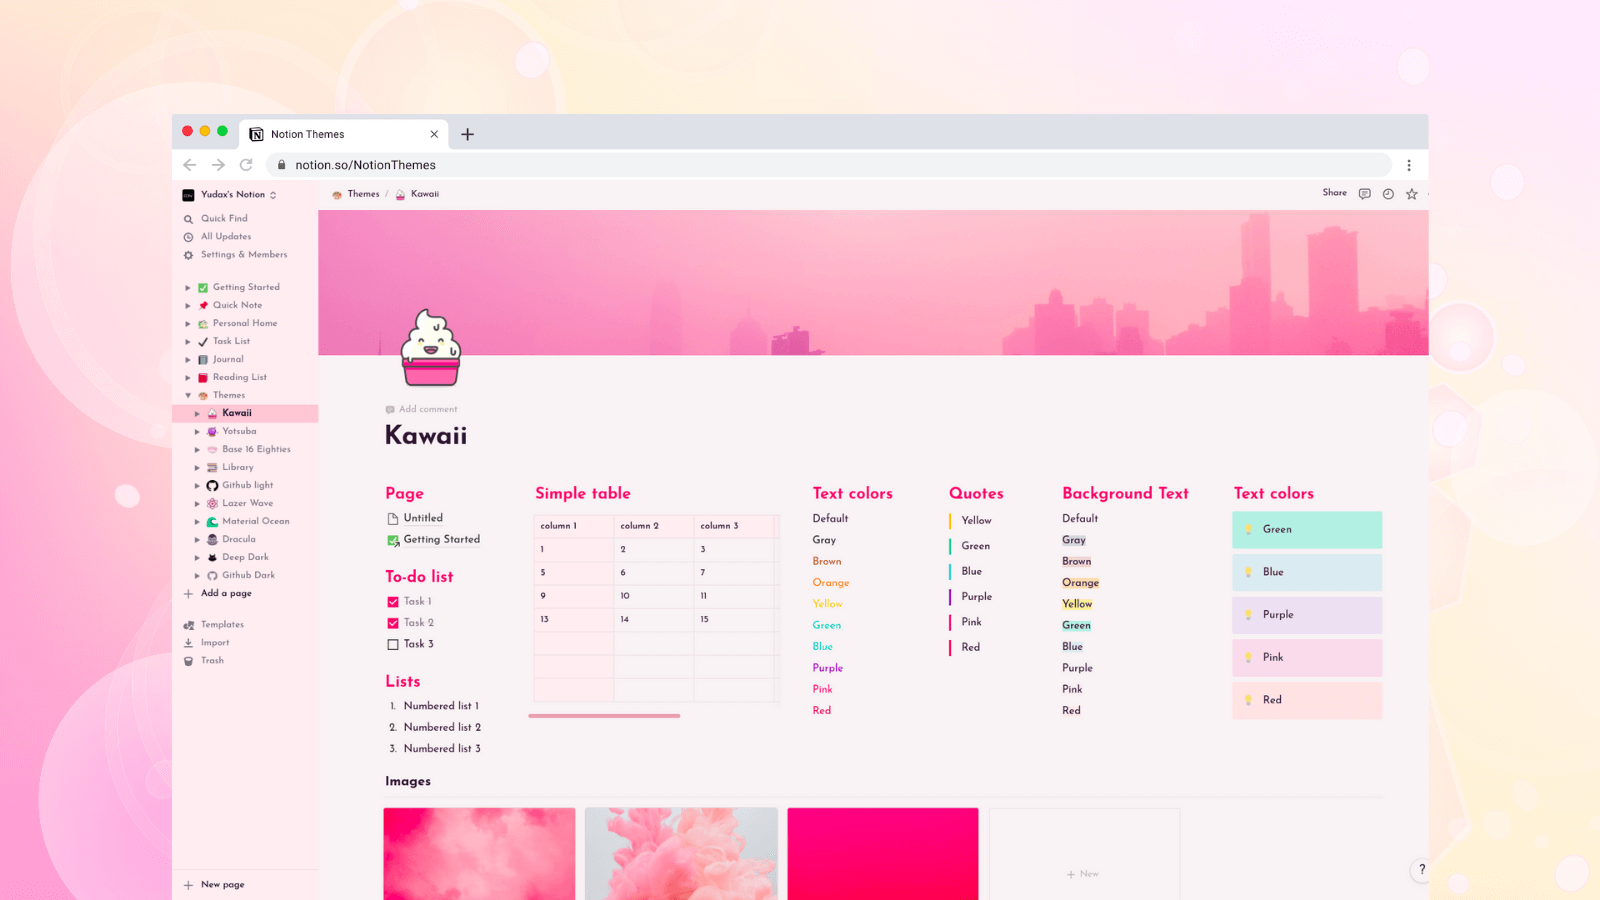 Notion Themes
notion.so/NotionThemes
Yudax's Notion
Quick Find
All Updates
Settings & Members
Getting Started
Quick Note
Personal Home
Task List
Journal
Reading List
Themes
Kawaii
Yotsuba
Base 16 Eighties
Library
Github light
Lazer Wave
Material Ocean
Dracula
Deep Dark
Github Dark
Add a page
Templates
Import
Trash
New page
Themes / Kawaii
Share
Add comment
Kawaii
Page
Untitled
Getting Started
To-do list
Task 1
Task 2
Task 3
Lists
1. Numbered list 1
2. Numbered list 2
3. Numbered list 3
Simple table
column 1 column 2 column 3
1 2 3
5 6 7
9 10 11
13 14 15
Text colors
Default
Gray
Brown
Orange
Yellow
Green
Blue
Purple
Pink
Red
Quotes
Yellow
Green
Blue
Purple
Pink
Red
Background Text
Default
Gray
Brown
Orange
Yellow
Green
Blue
Purple
Pink
Red
Text colors
Green
Blue
Purple
Pink
Red
Images
+ New
?